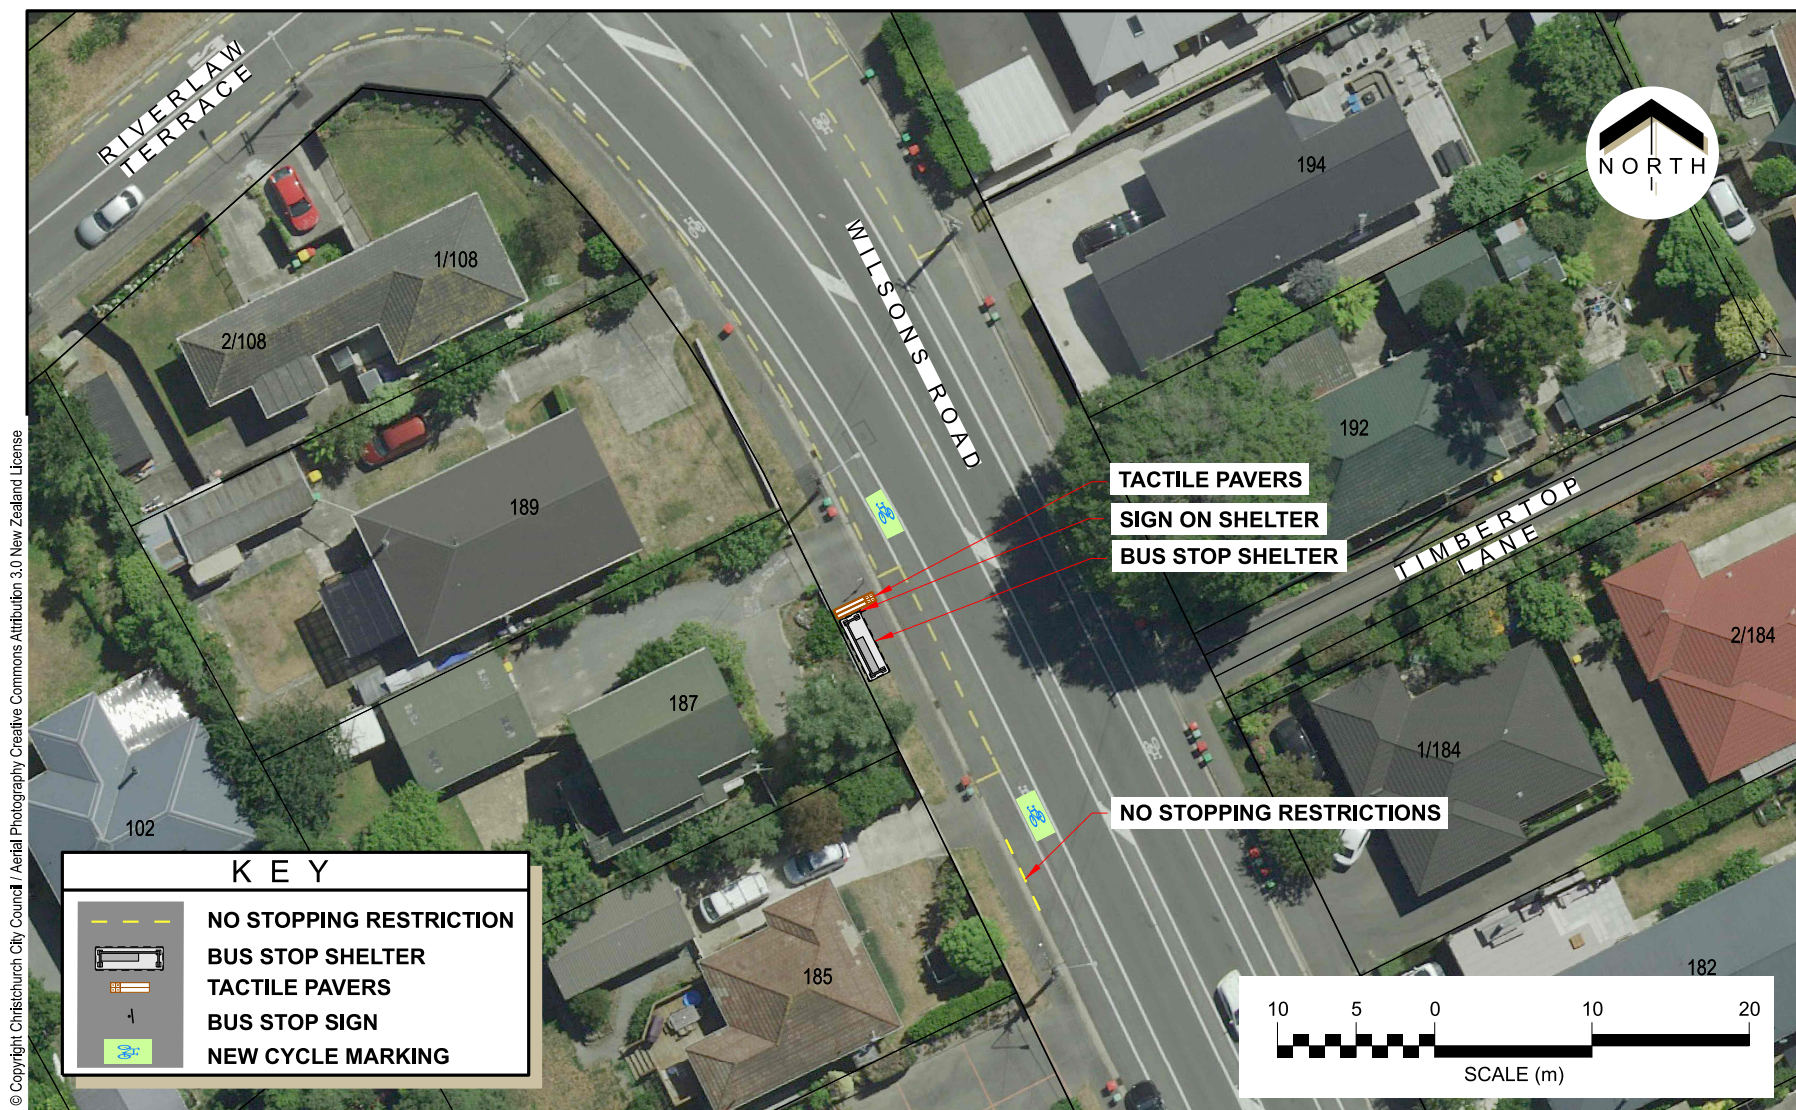 RIVERLAW
TERRACE
WILSONS ROAD
TIMBERTOP
LANE
NORTH
194
1/108
2/108
192
189
187
2/184
1/184
102
185
182
TACTILE PAVERS
SIGN ON SHELTER
BUS STOP SHELTER
NO STOPPING RESTRICTIONS
KEY
NO STOPPING RESTRICTION
BUS STOP SHELTER
TACTILE PAVERS
BUS STOP SIGN
NEW CYCLE MARKING
10 5 0 10 20
SCALE (m)
© Copyright Christchurch City Council / Aerial Photography Creative Commons Attribution 3.0 New Zealand License